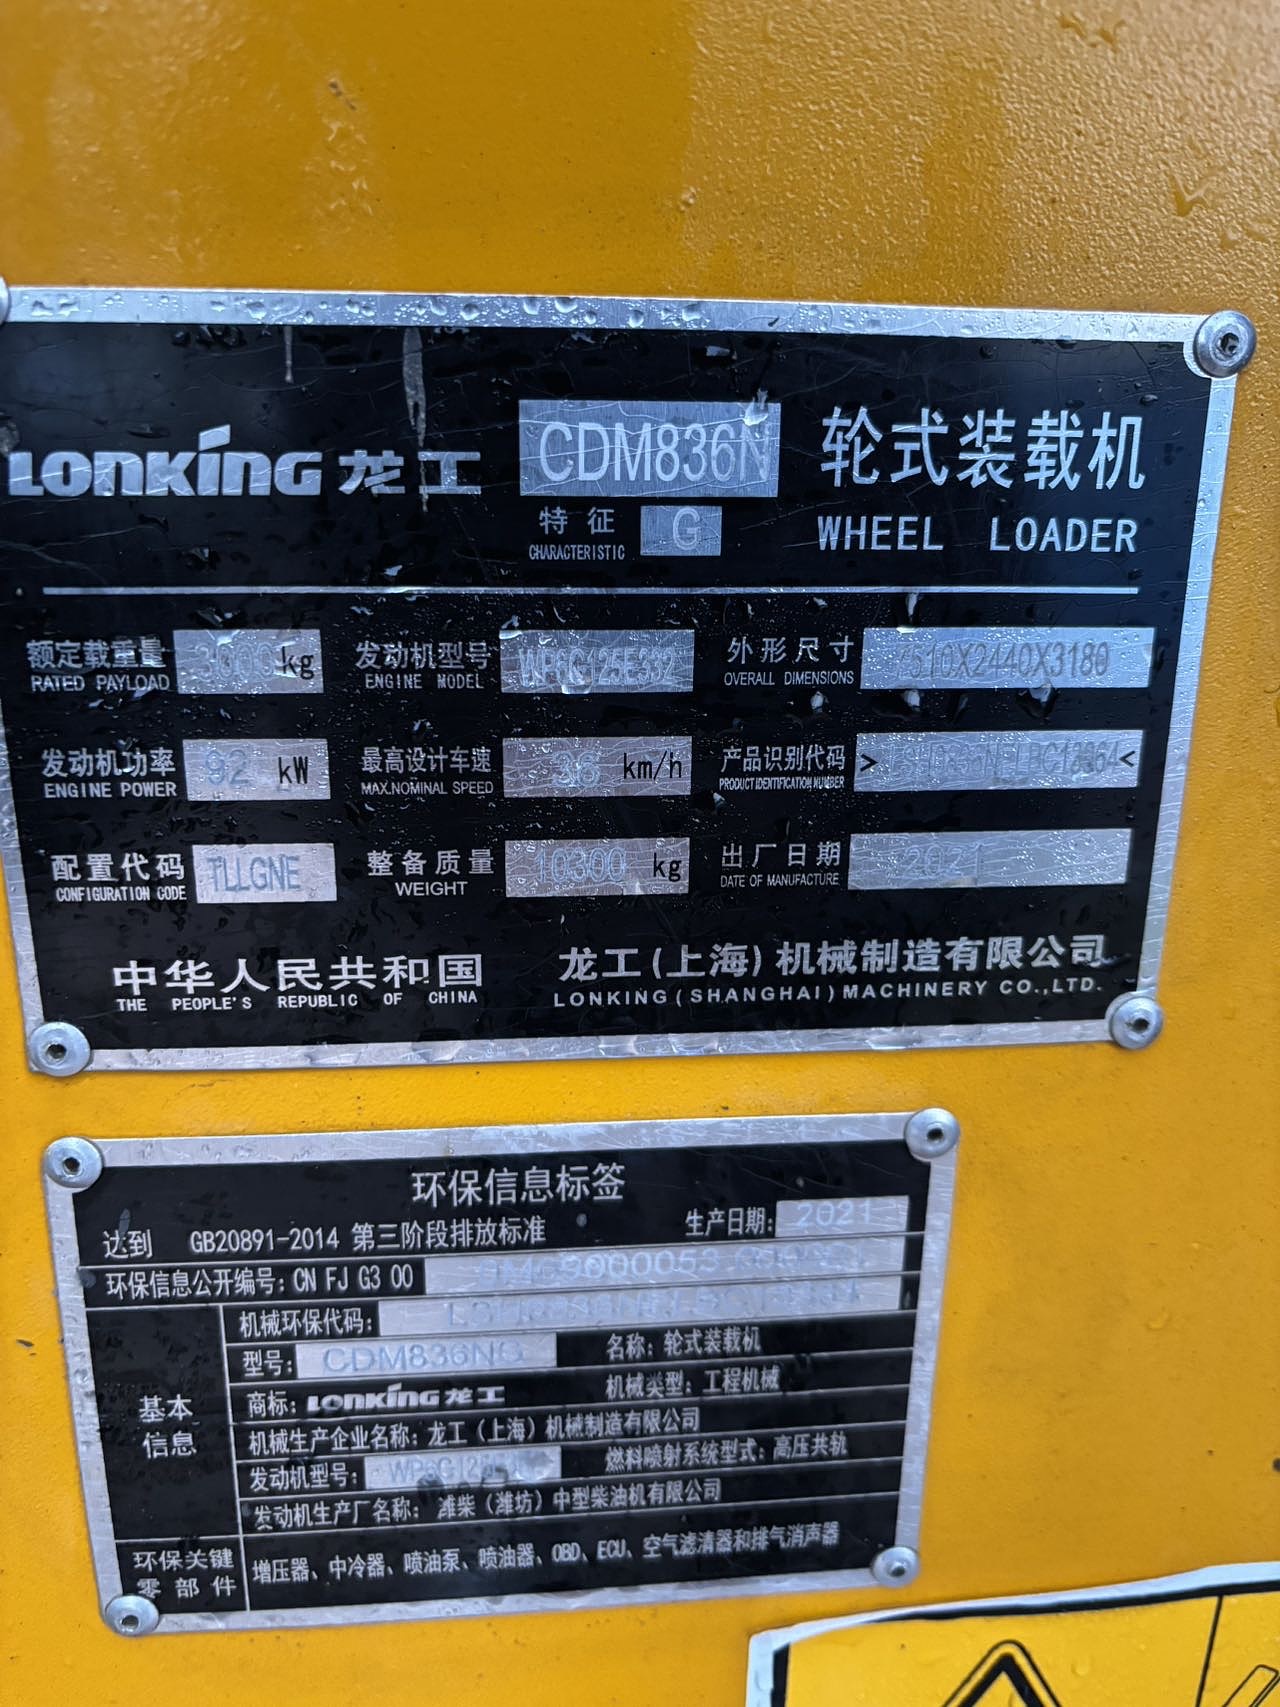 LONKING 龙工 CDM836N 轮式装载机
特征 G WHEEL LOADER
CHARACTERISTIC
额定载重量 3000 kg 发动机型号 WP6G125E332 外形尺寸 7510X2440X3180
RATED PAYLOAD ENGINE MODEL OVERALL DIMENSIONS
发动机功率 92 kW 最高设计车速 km/h 产品识别代码 > <
ENGINE POWER MAX.NOMINAL SPEED PRODUCT IDENTIFICATION NUMBER
配置代码 TLLGNE 整备质量 10300 kg 出厂日期 2021
CONFIGURATION CODE WEIGHT DATE OF MANUFACTURE
中华人民共和国 龙工(上海)机械制造有限公司
THE PEOPLE'S REPUBLIC OF CHINA LONKING(SHANGHAI)MACHINERY CO.,LTD.
环保信息标签
达到 GB20891-2014 第三阶段排放标准 生产日期: 2021
环保信息公开编号: CN FJ G3 00
机械环保代码:
型号: CDM836NG 名称: 轮式装载机
商标: LONKING 龙工 机械类型: 工程机械
基本信息
机械生产企业名称: 龙工(上海)机械制造有限公司
发动机型号: 燃料喷射系统型式: 高压共轨
发动机生产厂名称: 潍柴(潍坊)中型柴油机有限公司
环保关键零部件
增压器、中冷器、喷油泵、喷油器、OBD、ECU、空气滤清器和排气消声器